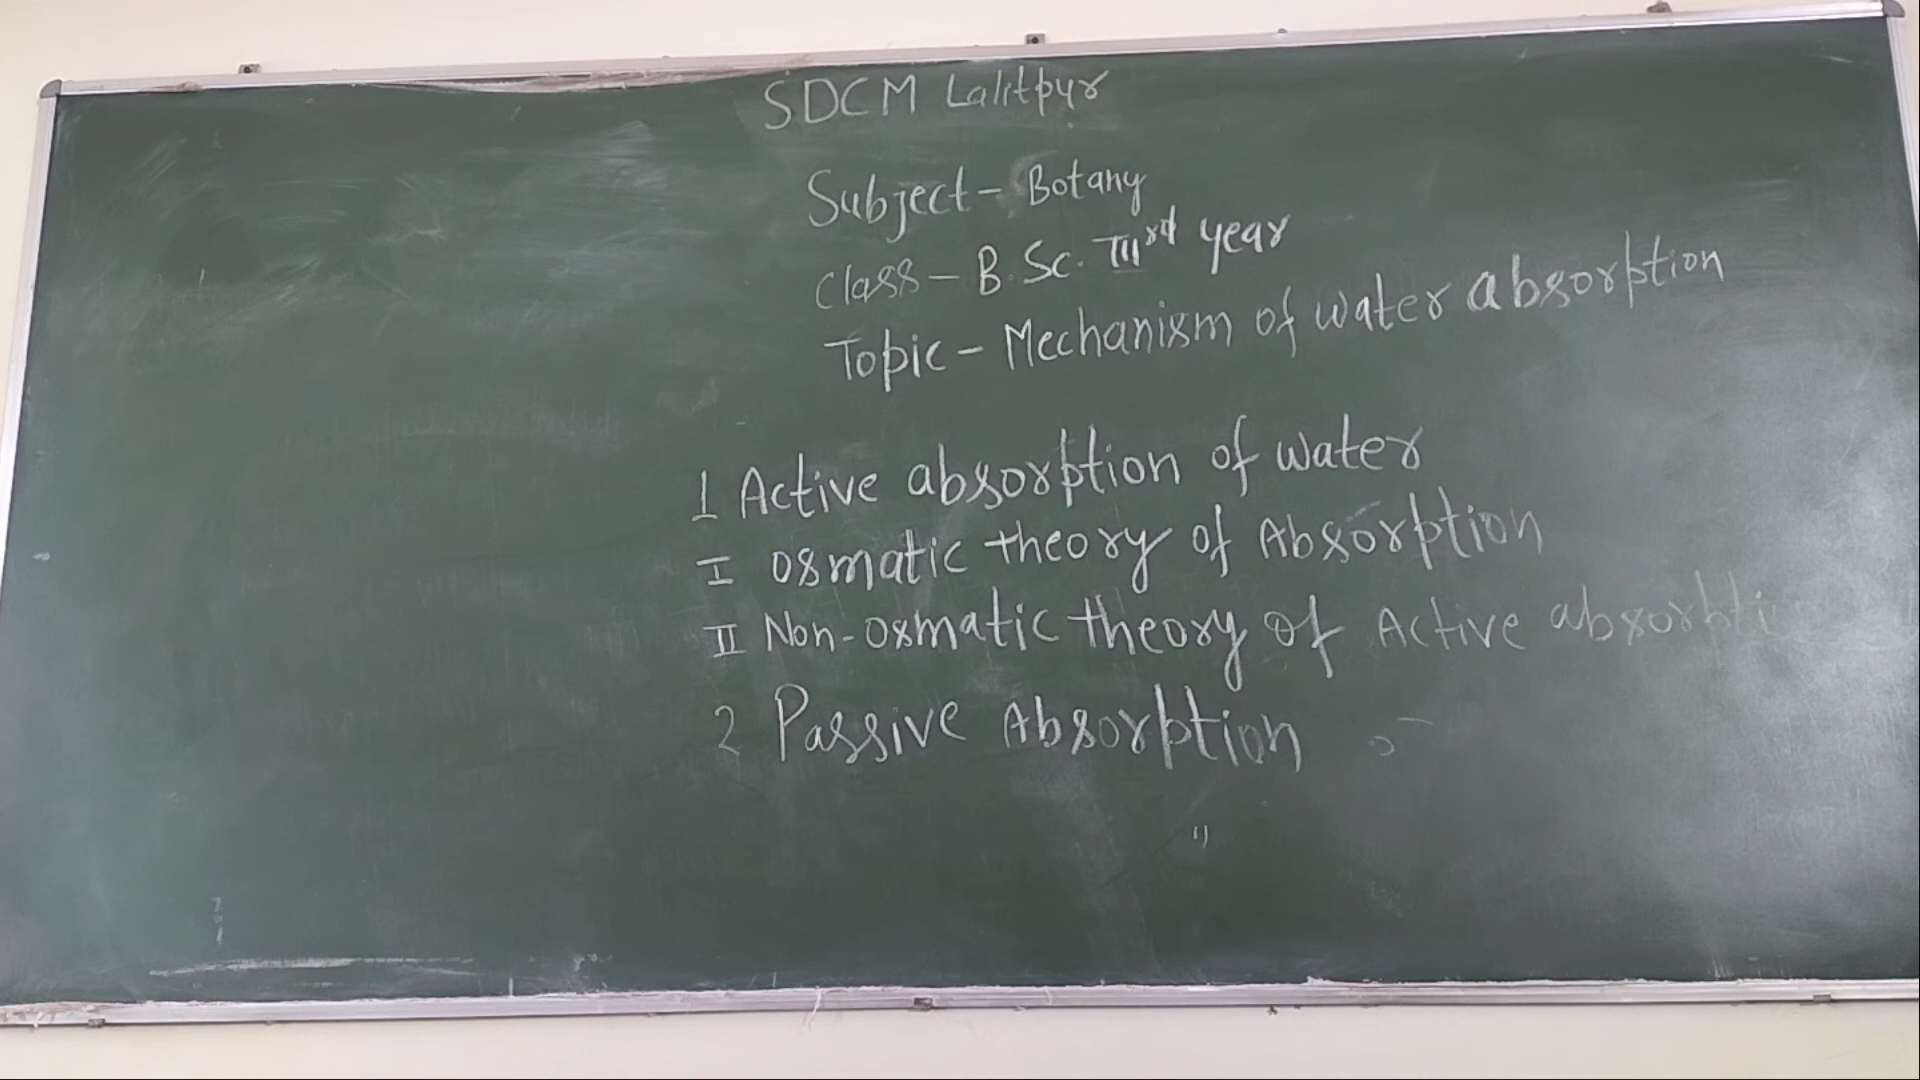 SDCM Lalitpur
Subject - Botany
Class - B.Sc. IIIrd year
Topic - Mechanism of water absorption
1 Active absorption of water
I osmatic theory of Absorption
II Non-osmatic theory of Active absorbtion
2 Passive Absorption